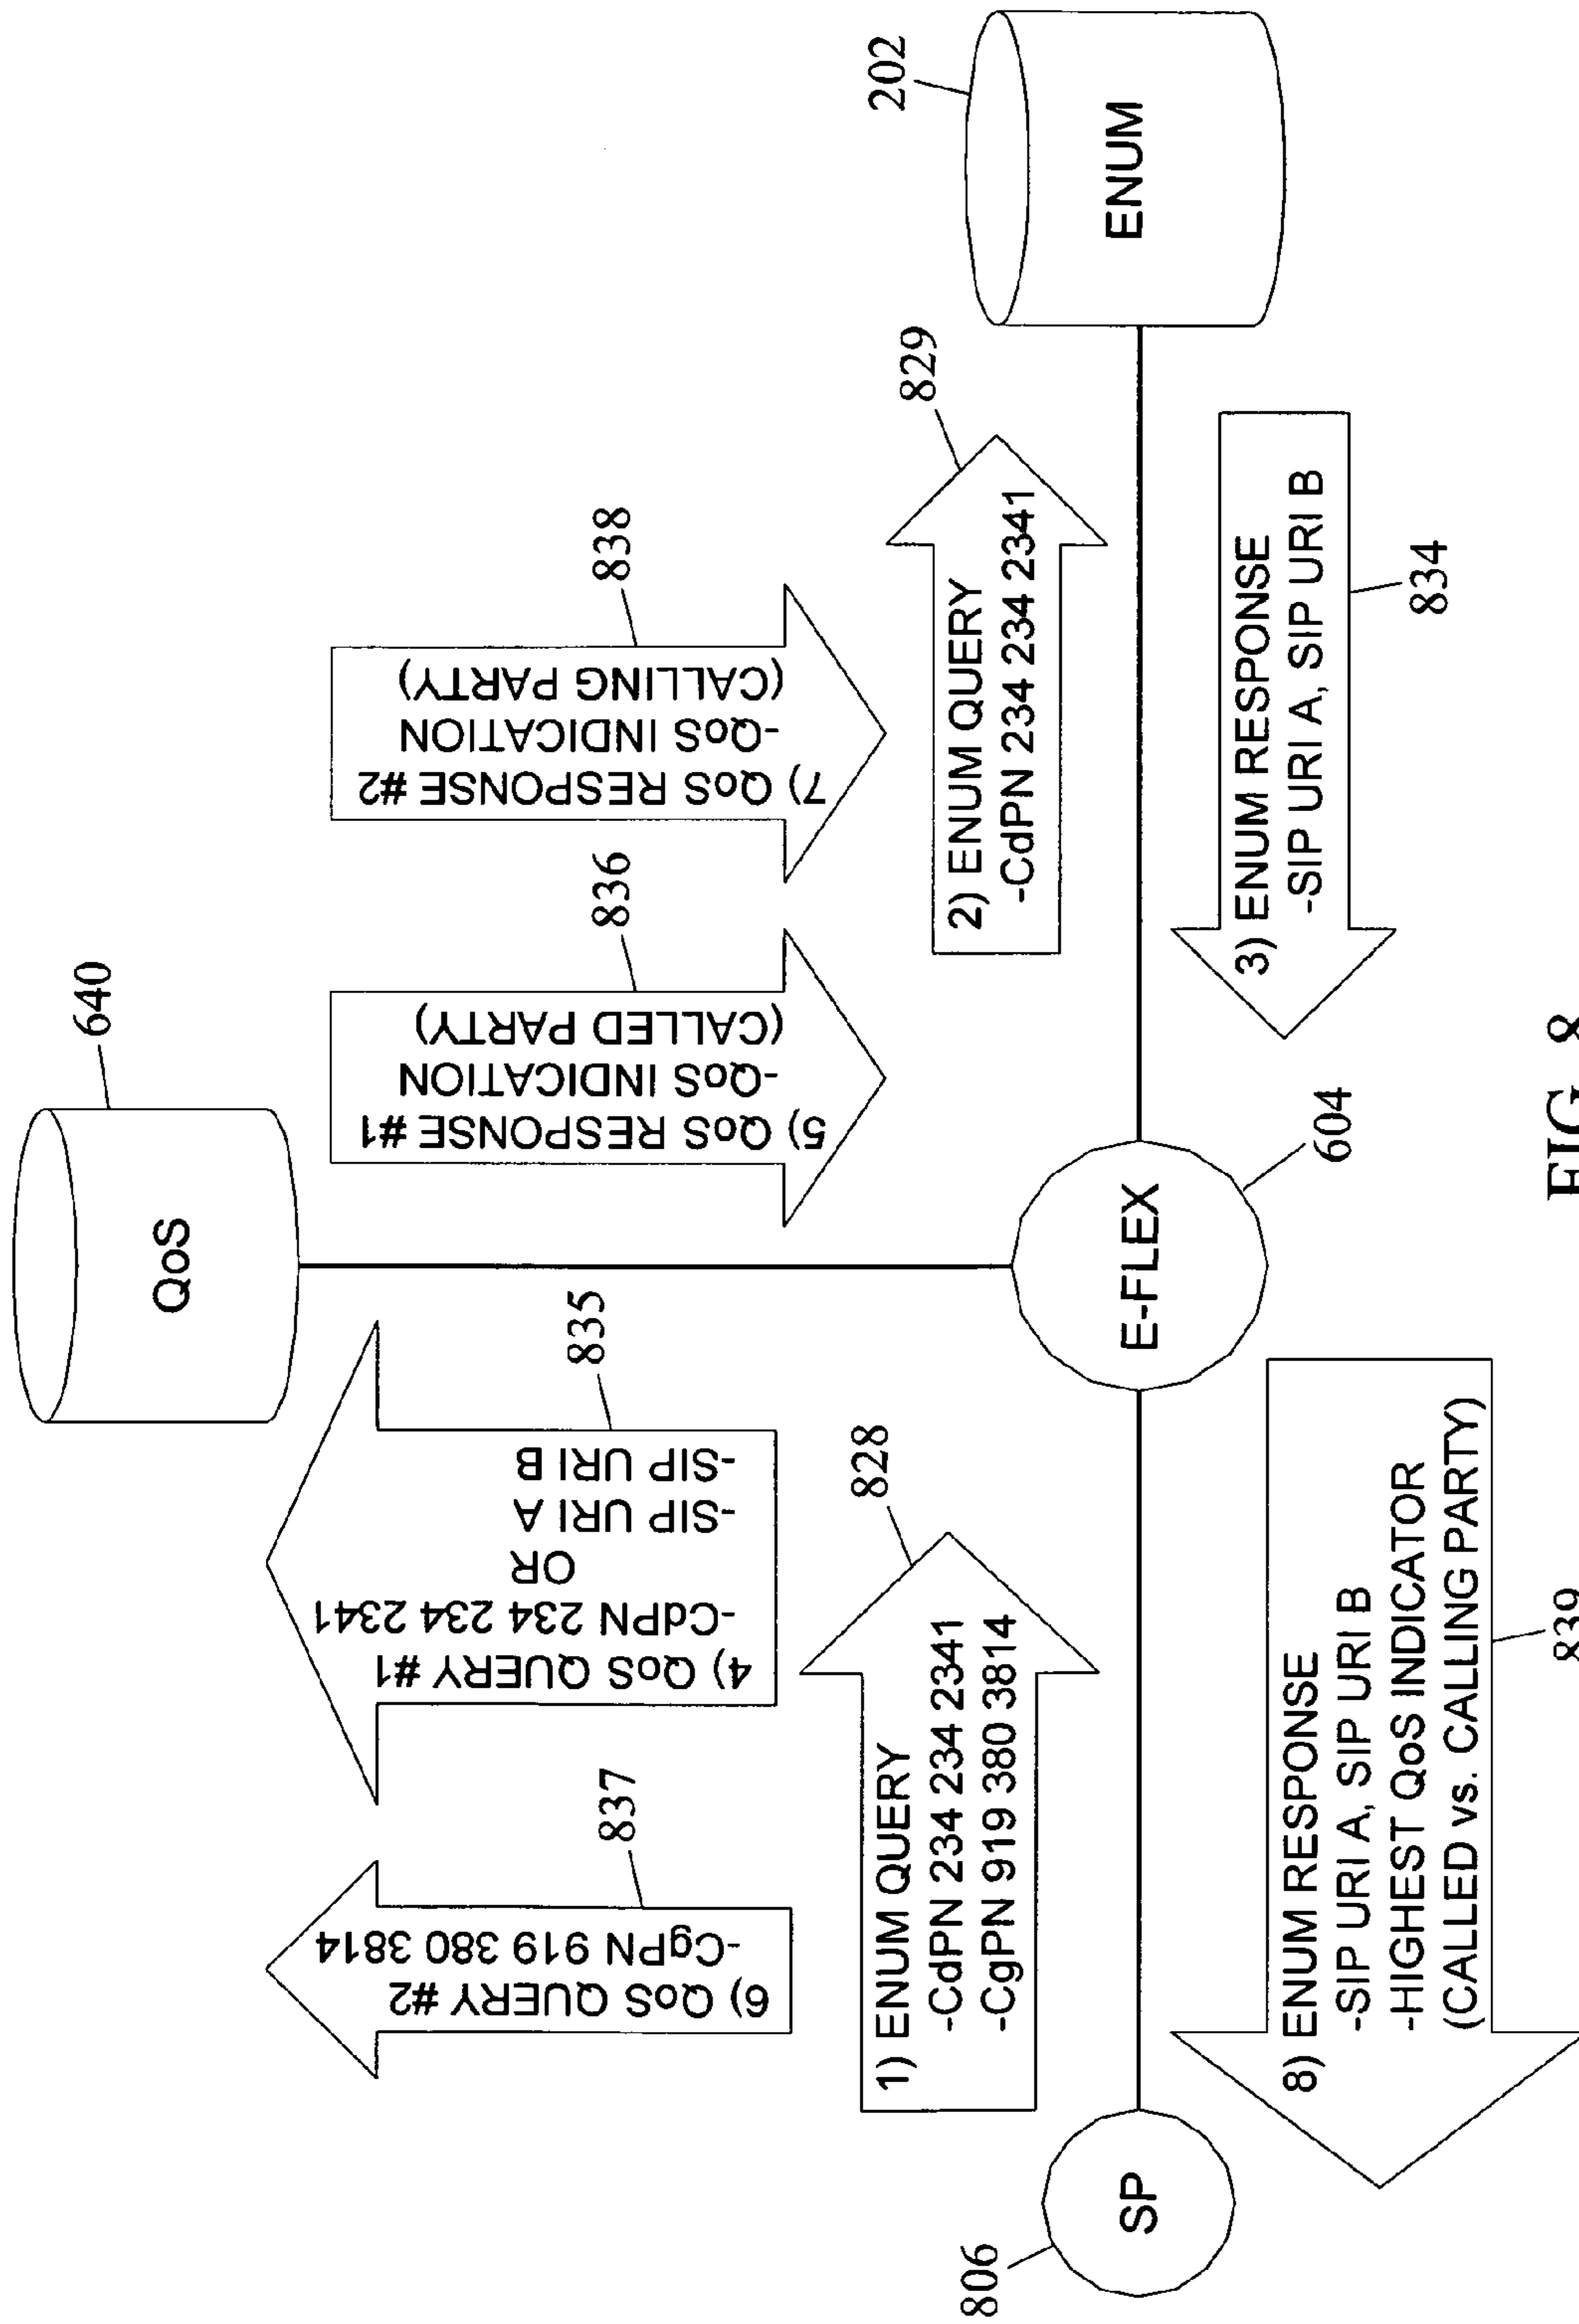 640
QoS
6) QoS QUERY #2
-CgPN 919 380 3814
837
4) QoS QUERY #1
-CdPN 234 234 2341
OR
-SIP URI A
-SIP URI B
835
5) QoS RESPONSE #1
-QoS INDICATION
(CALLED PARTY)
836
7) QoS RESPONSE #2
-QoS INDICATION
(CALLING PARTY)
838
1) ENUM QUERY
-CdPN 234 234 2341
-CgPN 919 380 3814
828
2) ENUM QUERY
-CdPN 234 234 2341
829
806
SP
E-FLEX
604
ENUM
202
8) ENUM RESPONSE
-SIP URI A, SIP URI B
-HIGHEST QoS INDICATOR
(CALLED vs. CALLING PARTY)
839
3) ENUM RESPONSE
-SIP URI A, SIP URI B
834
FIG. 8